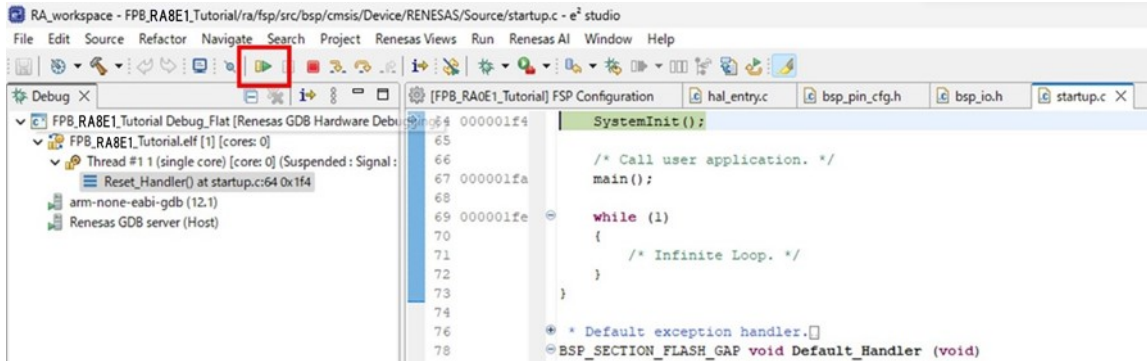 RA_workspace - FPB_RA8E1_Tutorial/ra/fsp/src/bsp/cmsis/Device/RENESAS/Source/startup.c - e² studio
File Edit Source Refactor Navigate Search Project Renesas Views Run Renesas AI Window Help
Debug
[FPB_RA0E1_Tutorial] FSP Configuration hal_entry.c bsp_pin_cfg.h bsp_io.h startup.c
FPB_RA8E1_Tutorial Debug_Flat [Renesas GDB Hardware Debugging]
FPB_RA8E1_Tutorial.elf [1] [cores: 0]
Thread #1 1 (single core) [core: 0] (Suspended : Signal :
Reset_Handler() at startup.c:64 0x1f4
arm-none-eabi-gdb (12.1)
Renesas GDB server (Host)
64 000001f4 SystemInit();
65
66 /* Call user application. */
67 000001fa main();
68
69 000001fe while (1)
70 {
71 /* Infinite Loop. */
72 }
73 }
74
76 * Default exception handler.
78 BSP_SECTION_FLASH_GAP void Default_Handler (void)